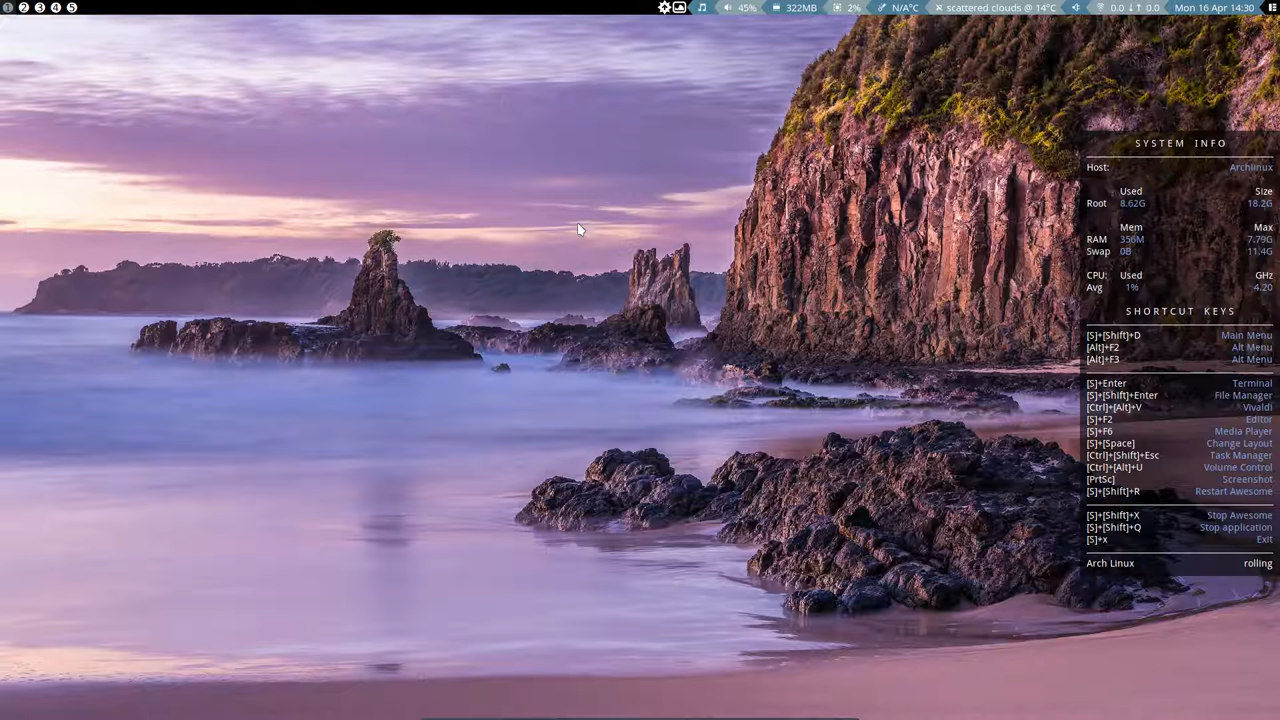 1 2 3 4 5 45% 322MB 2% N/A°C scattered clouds @ 14°C 0.0 ↓↑ 0.0 Mon 16 Apr 14:30
SYSTEM INFO
Host: Archlinux
Used Size
Root 8.62G 18.2G
Mem Max
RAM 356M 7.79G
Swap 0B 11.4G
CPU: Used GHz
Avg 1% 4.20
SHORTCUT KEYS
[S]+[Shift]+D Main Menu
[Alt]+F2 Alt Menu
[Alt]+F3 Alt Menu
[S]+Enter Terminal
[S]+[Shift]+Enter File Manager
[Ctrl]+[Alt]+V Vivaldi
[S]+F2 Editor
[S]+F6 Media Player
[S]+[Space] Change Layout
[Ctrl]+[Shift]+Esc Task Manager
[Ctrl]+[Alt]+U Volume Control
[PrtSc] Screenshot
[S]+[Shift]+R Restart Awesome
[S]+[Shift]+X Stop Awesome
[S]+[Shift]+Q Stop application
[S]+x Exit
Arch Linux rolling